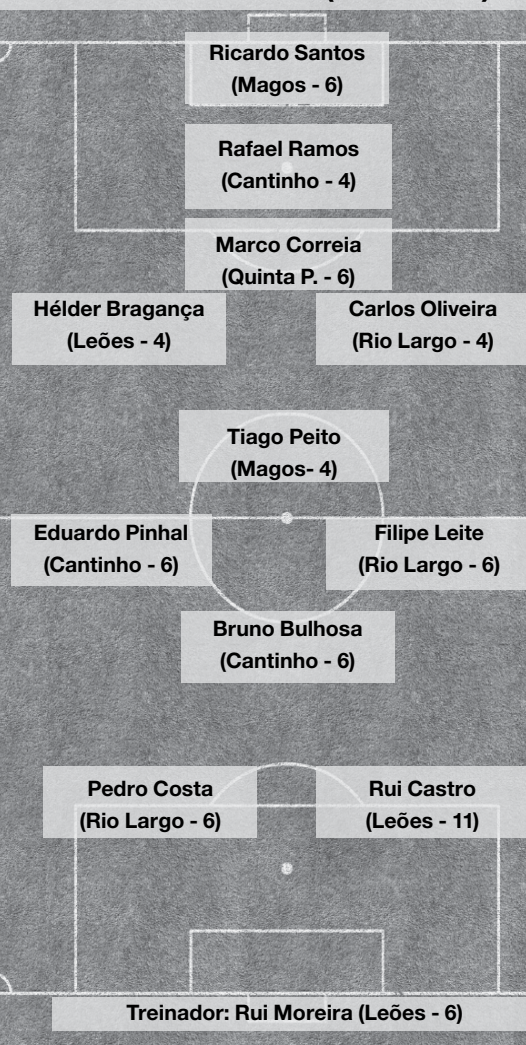 Ricardo Santos
(Magos - 6)
Rafael Ramos
(Cantinho - 4)
Marco Correia
(Quinta P. - 6)
Hélder Bragança
(Leões - 4)
Carlos Oliveira
(Rio Largo - 4)
Tiago Peito
(Magos- 4)
Eduardo Pinhal
(Cantinho - 6)
Filipe Leite
(Rio Largo - 6)
Bruno Bulhosa
(Cantinho - 6)
Pedro Costa
(Rio Largo - 6)
Rui Castro
(Leões - 11)
Treinador: Rui Moreira (Leões - 6)